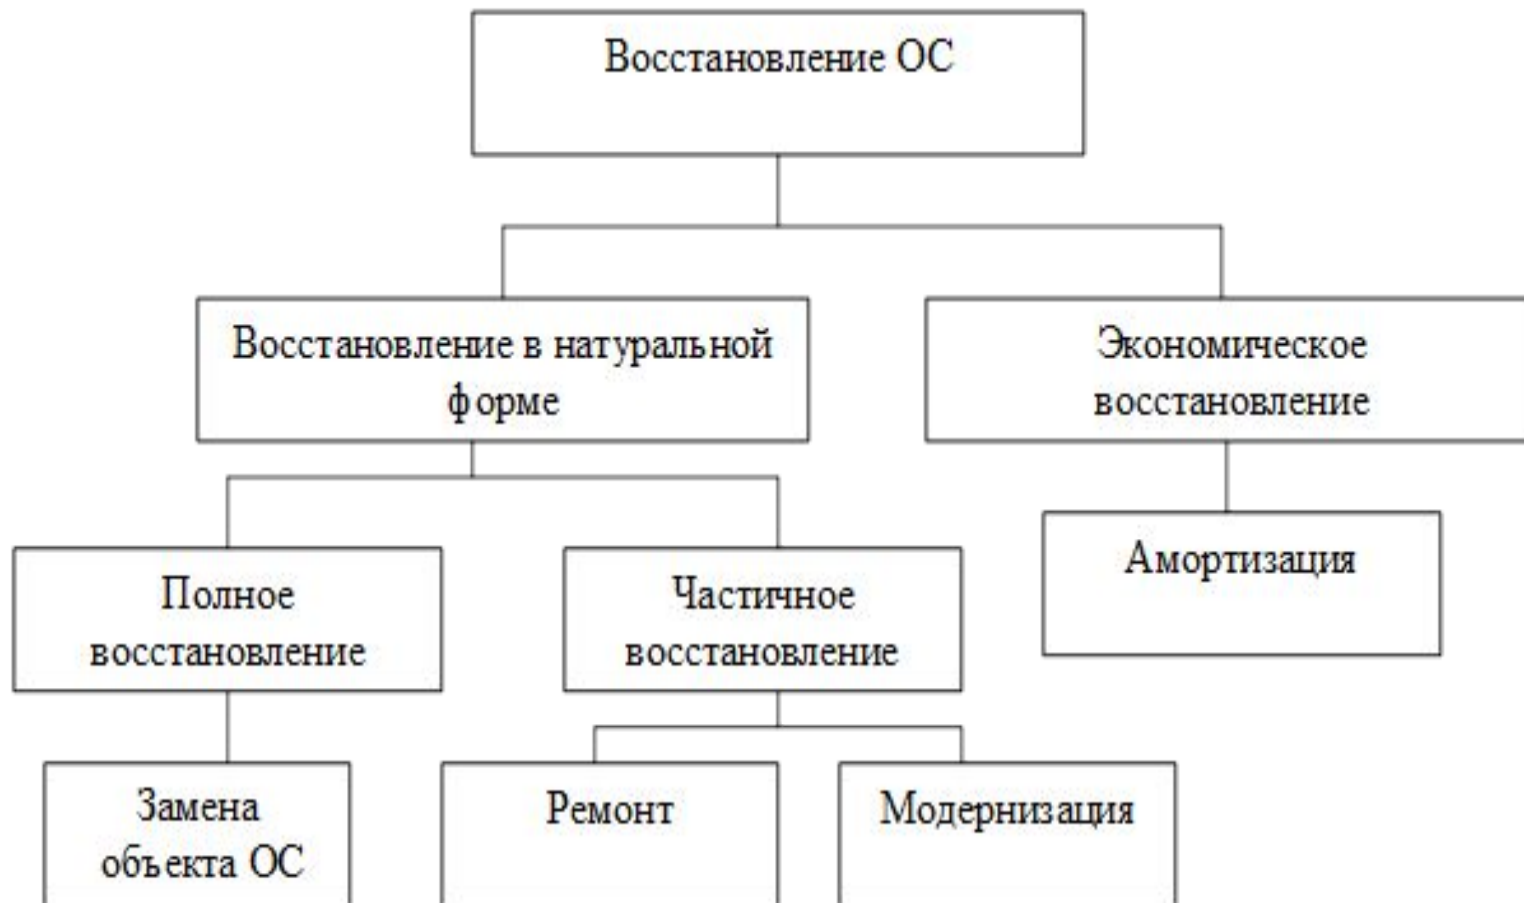 Восстановление ОС
Восстановление в натуральной
форме
Экономическое
восстановление
Полное
восстановление
Частичное
восстановление
Амортизация
Замена
объекта ОС
Ремонт
Модернизация